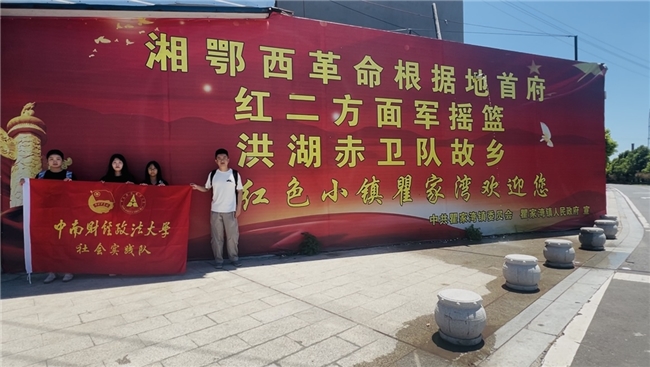 湘鄂西革命根据地首府
红二方面军摇篮
洪湖赤卫队故乡
红色小镇瞿家湾欢迎您
中共瞿家湾镇委员会 瞿家湾镇人民政府 宣
中南财经政法大学
社会实践队